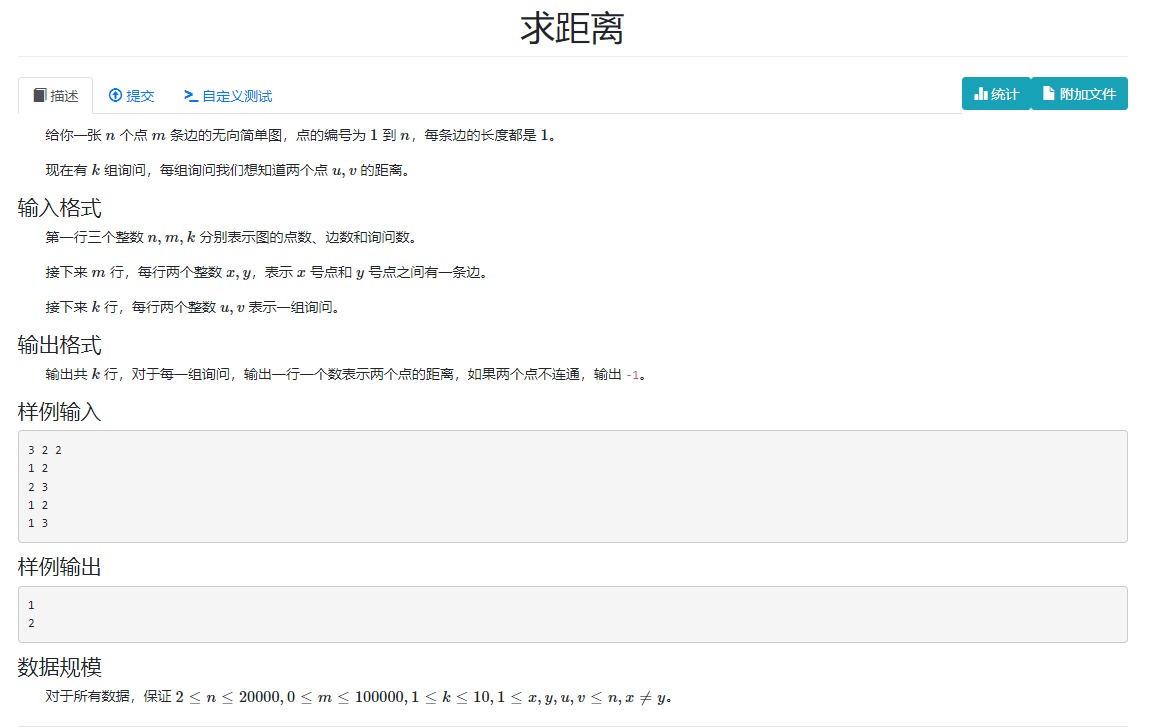 求距离
描述 提交 自定义测试 统计 附加文件
给你一张 n 个点 m 条边的无向简单图，点的编号为 1 到 n，每条边的长度都是 1。
现在有 k 组询问，每组询问我们想知道两个点 u, v 的距离。
输入格式
第一行三个整数 n, m, k 分别表示图的点数、边数和询问数。
接下来 m 行，每行两个整数 x, y，表示 x 号点和 y 号点之间有一条边。
接下来 k 行，每行两个整数 u, v 表示一组询问。
输出格式
输出共 k 行，对于每一组询问，输出一行一个数表示两个点的距离，如果两个点不连通，输出 -1。
样例输入
3 2 2
1 2
2 3
1 2
1 3
样例输出
1
2
数据规模
对于所有数据，保证 2 ≤ n ≤ 20000, 0 ≤ m ≤ 100000, 1 ≤ k ≤ 10, 1 ≤ x, y, u, v ≤ n, x ≠ y。